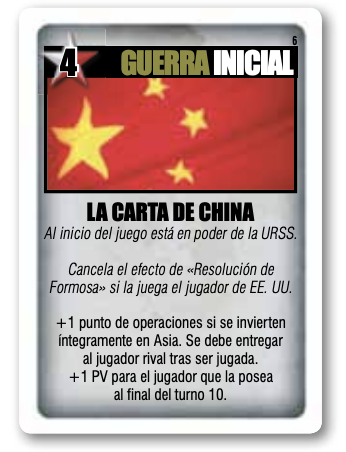 6
4
GUERRA INICIAL
LA CARTA DE CHINA
Al inicio del juego está en poder de la URSS.
Cancela el efecto de «Resolución de
Formosa» si la juega el jugador de EE. UU.
+1 punto de operaciones si se invierten
íntegramente en Asia. Se debe entregar
al jugador rival tras ser jugada.
+1 PV para el jugador que la posea
al final del turno 10.